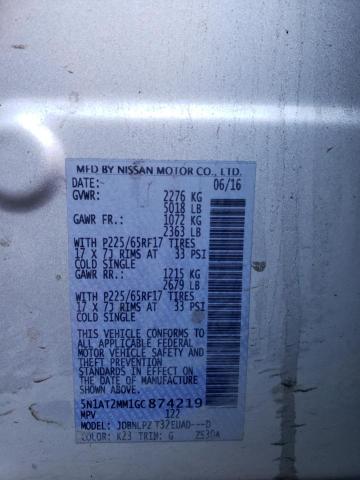 MFD BY NISSAN MOTOR CO., LTD.
DATE: 06/16
GVWR: 2276 KG
5018 LB
GAWR FR.: 1072 KG
2363 LB
WITH P225/65RF17 TIRES
17 X 7J RIMS AT 33 PSI
COLD SINGLE
GAWR RR.: 1215 KG
2679 LB
WITH P225/65RF17 TIRES
17 X 7J RIMS AT 33 PSI
COLD SINGLE
THIS VEHICLE CONFORMS TO
ALL APPLICABLE FEDERAL
MOTOR VEHICLE SAFETY AND
THEFT PREVENTION
STANDARDS IN EFFECT ON
THE DATE OF MANUFACTURE
SHOWN ABOVE.
5N1AT2MM1GC874219
MPV 122
MODEL: T32EUAD---D
COLOR: K23 TRIM: G